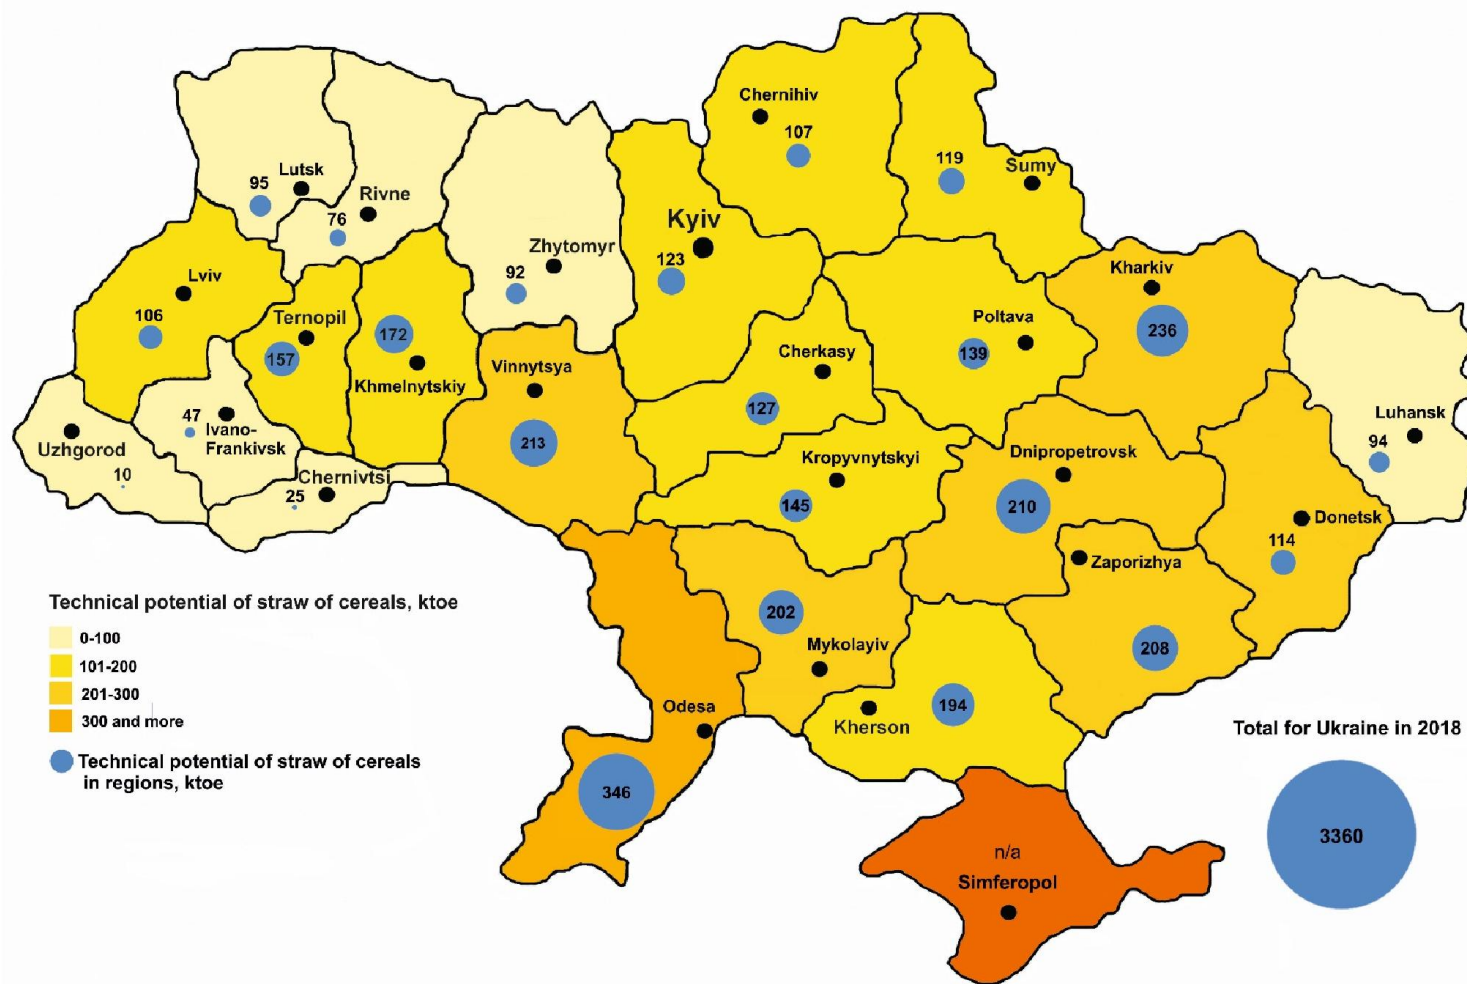 Chernihiv
107
119
Sumy
Lutsk
95
Rivne
76
Kyiv
123
Zhytomyr
92
Kharkiv
236
Lviv
106
Ternopil
157
172
Khmelnytskiy
Vinnytsya
213
Cherkasy
127
Poltava
139
Luhansk
94
47
Ivano-
Frankivsk
Uzhgorod
10
Chernivtsi
25
Kropyvnytskyi
145
Dnipropetrovsk
210
Donetsk
114
Zaporizhya
208
202
Mykolayiv
Kherson
194
Odesa
346
n/a
Simferopol
Technical potential of straw of cereals, ktoe
0-100
101-200
201-300
300 and more
Technical potential of straw of cereals
in regions, ktoe
Total for Ukraine in 2018
3360